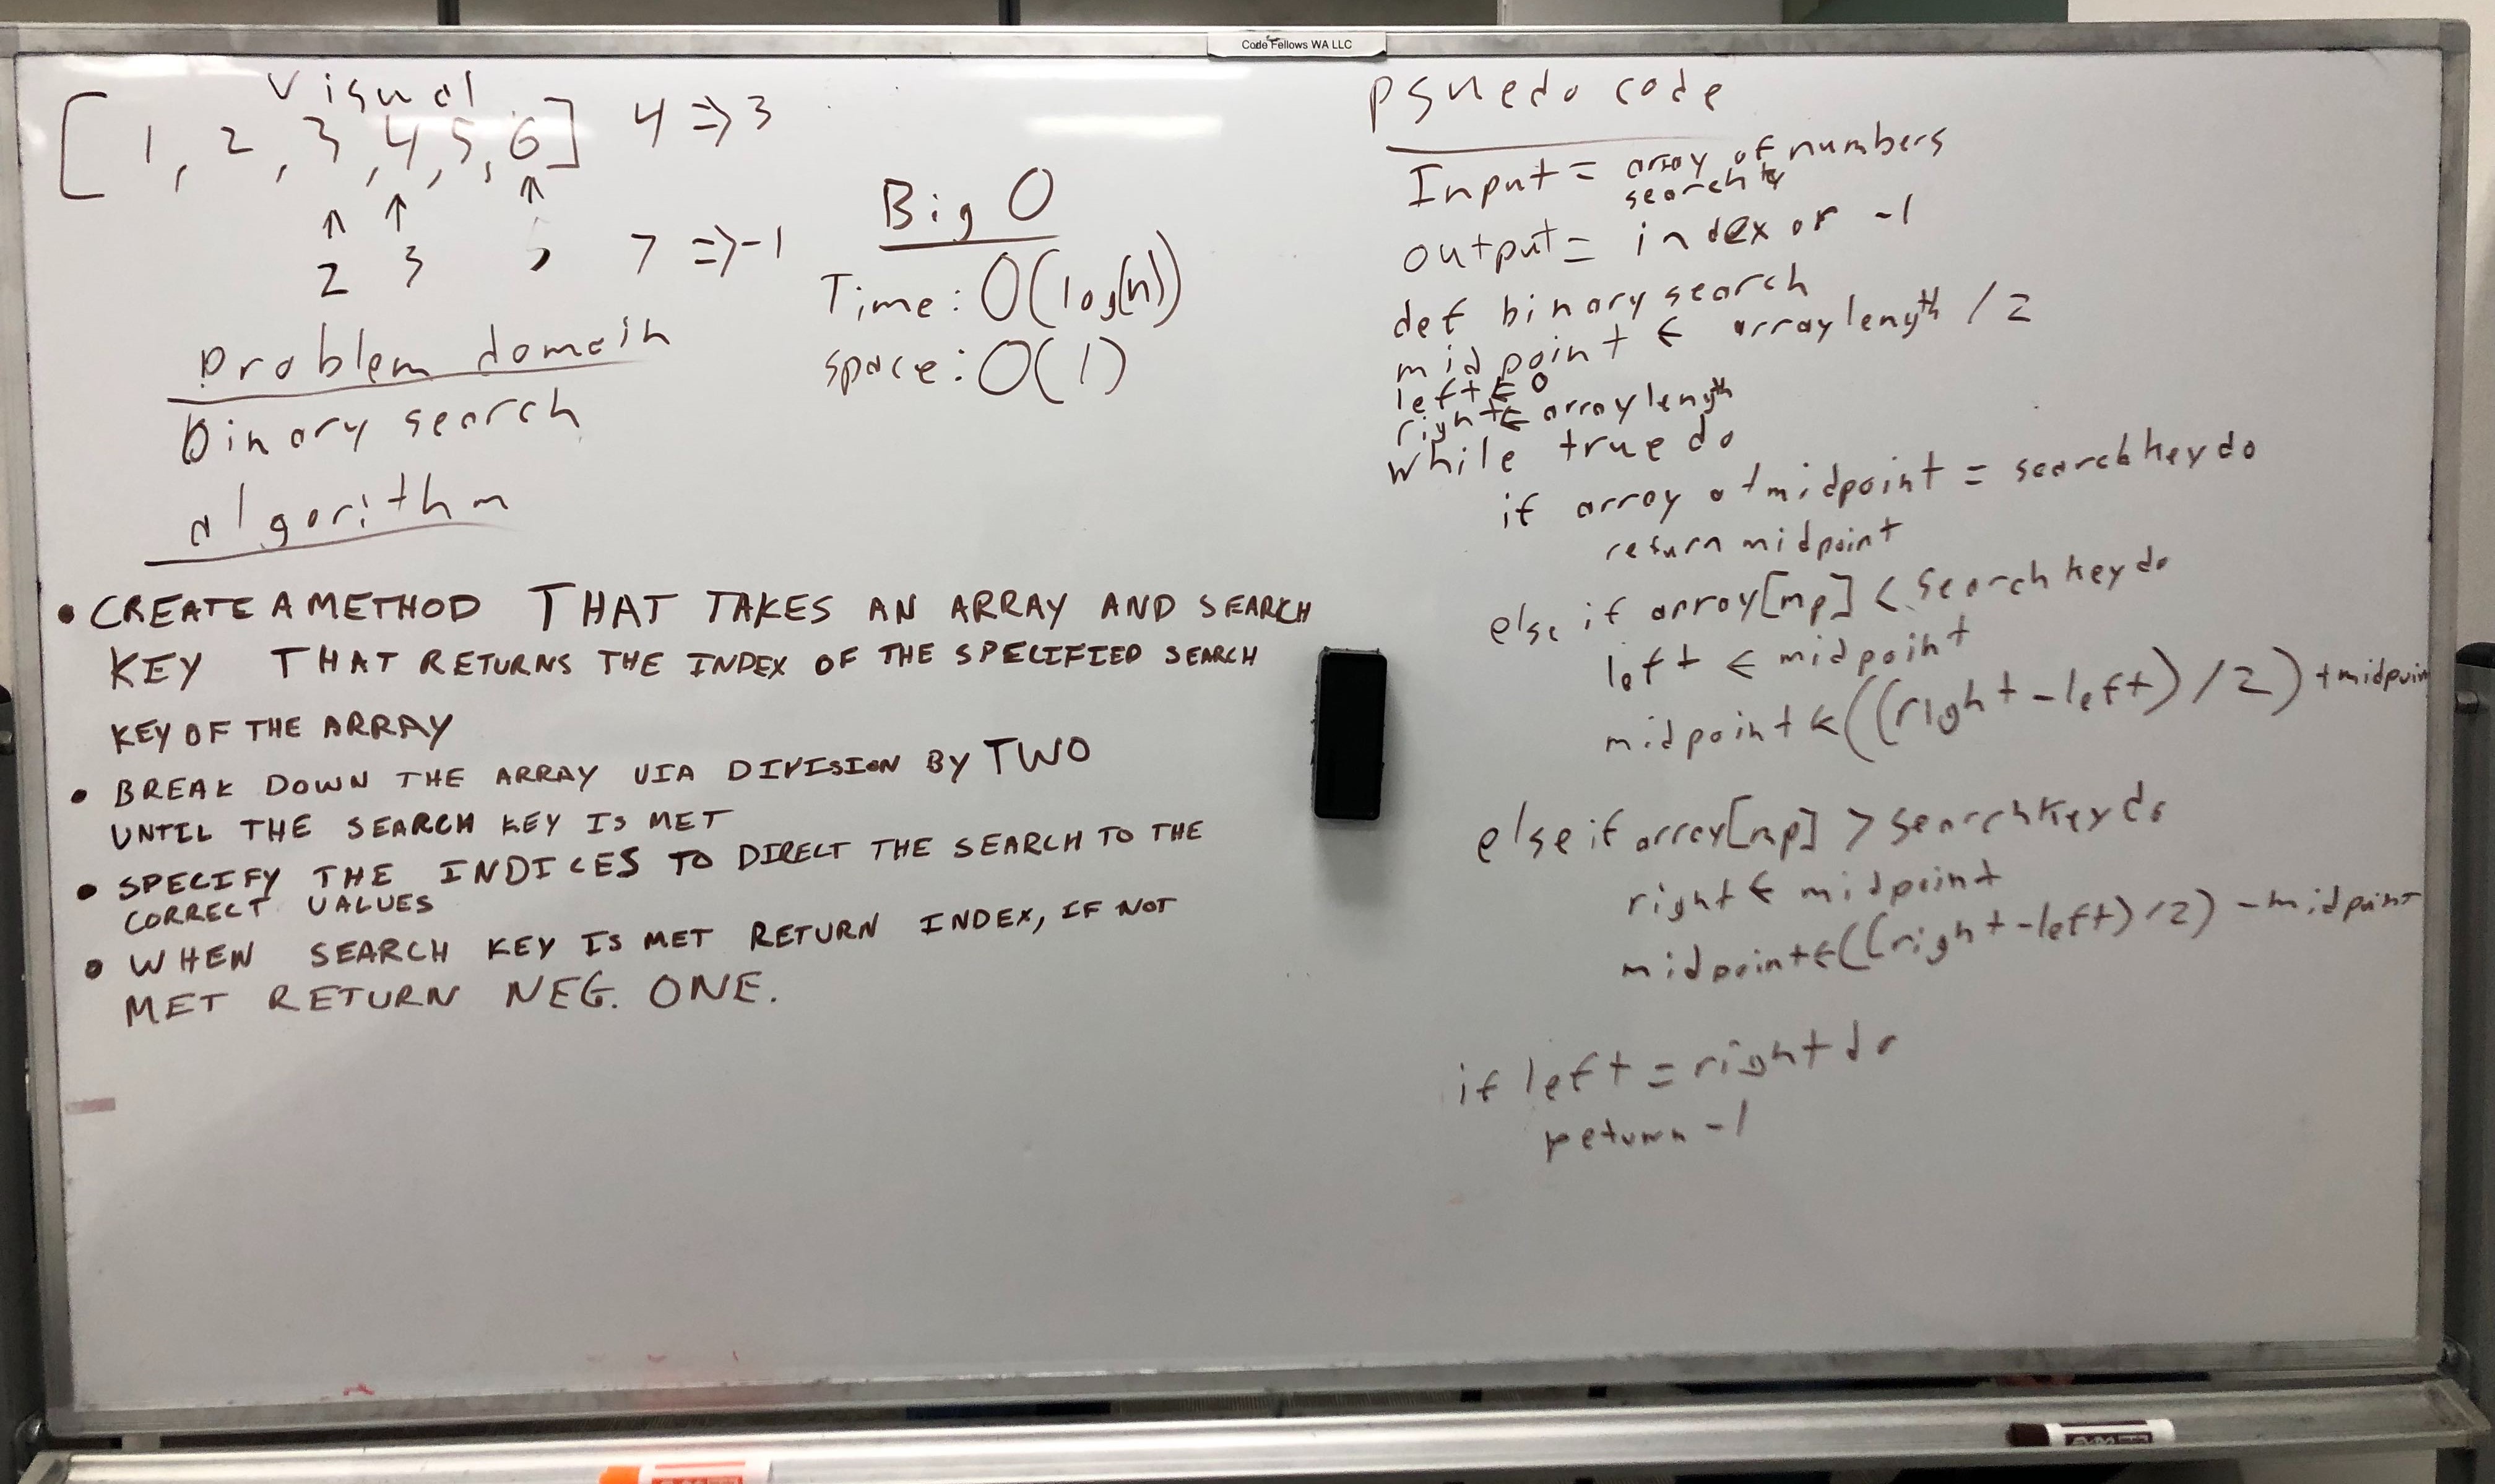 Code Fellows WA LLC
Visual
[1, 2, 3, 4, 5, 6] 4 => 3
2 3 5 7 => -1
Big O
Time: O(log(n))
space: O(1)
problem domain
binary search
algorithm
• CREATE A METHOD THAT TAKES AN ARRAY AND SEARCH
KEY THAT RETURNS THE INDEX OF THE SPECIFIED SEARCH
KEY OF THE ARRAY
• BREAK DOWN THE ARRAY VIA DIVISION BY TWO
UNTIL THE SEARCH KEY IS MET
• SPECIFY THE INDICES TO DIRECT THE SEARCH TO THE
CORRECT VALUES
• WHEN SEARCH KEY IS MET RETURN INDEX, IF NOT
MET RETURN NEG. ONE.
psuedo code
Input = array of numbers
search key
output = index or -1
def binary search
midpoint ← array length / 2
left ← 0
right ← array length
while true do
if array at midpoint = searchkey do
return midpoint
else if array[mp] < Search key do
left ← midpoint
midpoint ← ((right - left) / 2) + midpoint
else if array[mp] > searchkey do
right ← midpoint
midpoint ← ((right - left) / 2) - midpoint
if left = right do
return -1